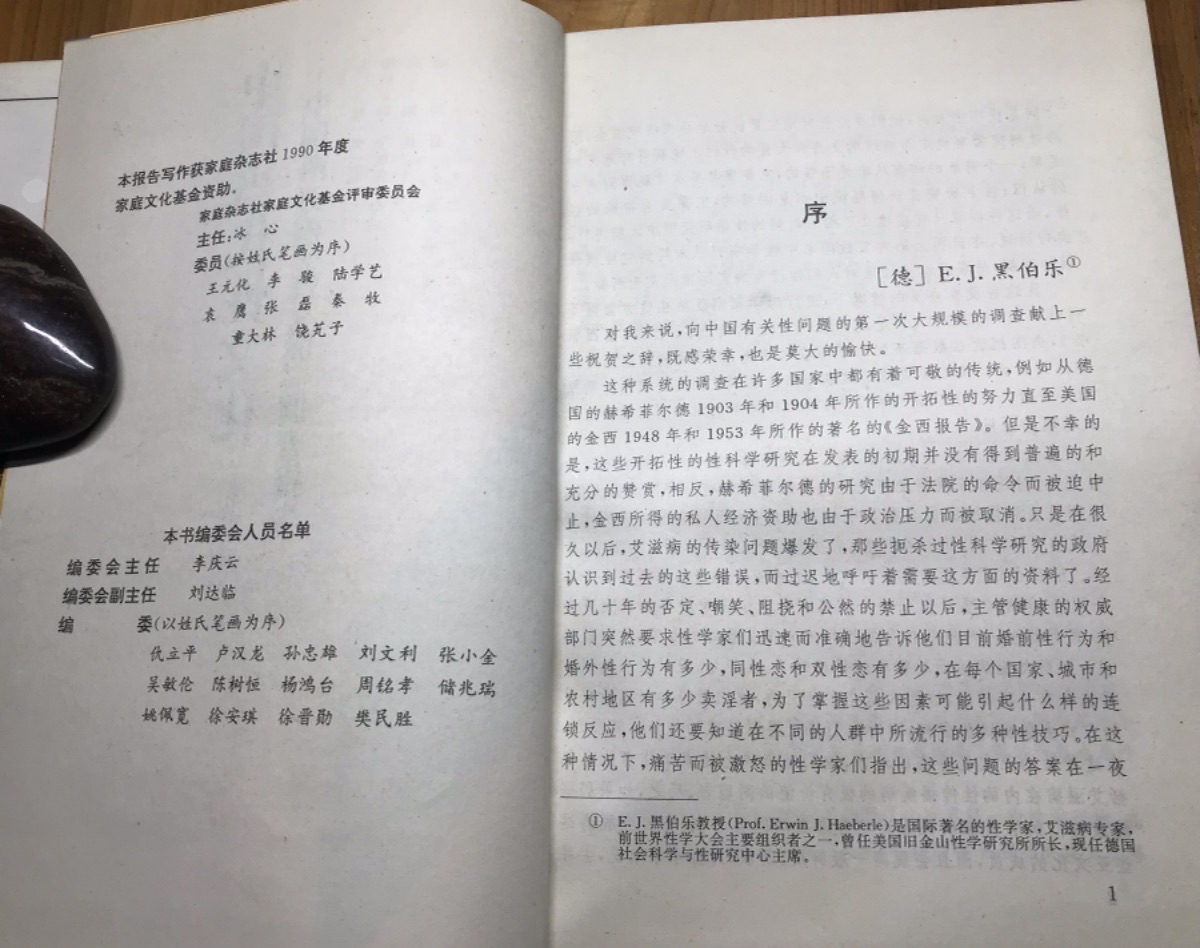 本报告写作获家庭杂志社1990年度
家庭文化基金资助。
家庭杂志社家庭文化基金评审委员会
主任:冰 心
委员(按姓氏笔画为序)
王元化 李 骏 陆学艺
袁 鹰 张 磊 秦 牧
童大林 饶芃子
本书编委会人员名单
编委会主任 李庆云
编委会副主任 刘达临
编 委(以姓氏笔画为序)
仇立平 卢汉龙 孙忠雄 刘文利 张小金
吴敏伦 陈树恒 杨鸿台 周铭孝 储兆瑞
姚佩宽 徐安琪 徐晋勋 樊民胜
序
[德] E.J.黑伯乐①
对我来说,向中国有关性问题的第一次大规模的调查献上一
些祝贺之辞,既感荣幸,也是莫大的愉快。
这种系统的调查在许多国家中都有着可敬的传统,例如从德
国的赫希菲尔德1903年和1904年所作的开拓性的努力直至美国
的金西1948年和1953年所作的著名的《金西报告》。但是不幸的
是,这些开拓性的性科学研究在发表的初期并没有得到普遍的和
充分的赞赏,相反,赫希菲尔德的研究由于法院的命令而被迫中
止,金西所得的私人经济资助也由于政治压力而被取消。只是在很
久以后,艾滋病的传染问题爆发了,那些扼杀过性科学研究的政府
认识到过去的这些错误,而过迟地呼吁着需要这方面的资料了。经
过几十年的否定、嘲笑、阻挠和公然的禁止以后,主管健康的权威
部门突然要求性学家们迅速而准确地告诉他们目前婚前性行为和
婚外性行为有多少,同性恋和双性恋有多少,在每个国家、城市和
农村地区有多少卖淫者,为了掌握这些因素可能引起什么样的连
锁反应,他们还要知道在不同的人群中所流行的多种性技巧。在这
种情况下,痛苦而被激怒的性学家们指出,这些问题的答案在一夜
① E.J.黑伯乐教授(Prof. Erwin J. Haeberle)是国际著名的性学家,艾滋病专家,
前世界性学大会主要组织者之一,曾任美国旧金山性学研究所所长,现任德国
社会科学与性研究中心主席。
1